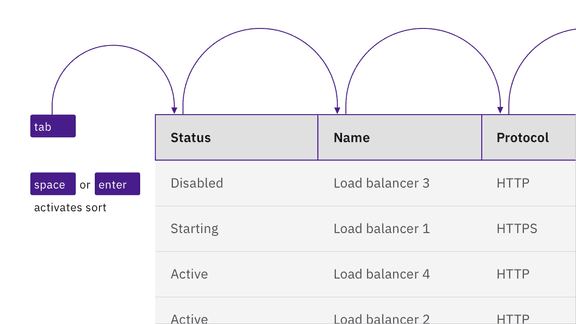 tab
Status Name Protocol
space or enter
Disabled Load balancer 3 HTTP
activates sort
Starting Load balancer 1 HTTPS
Active Load balancer 4 HTTP
Active Load balancer 2 HTTP